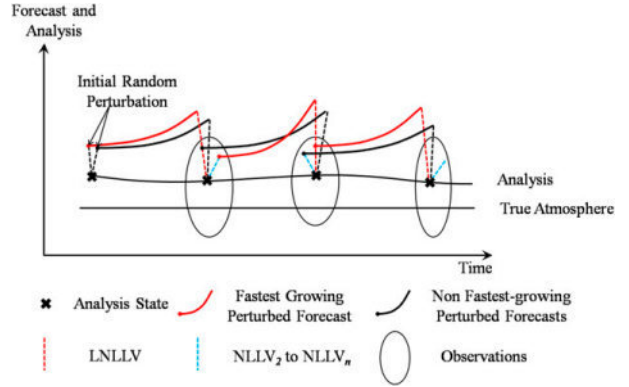 Forecast and
Analysis
Initial Random
Perturbation
Analysis
True Atmosphere
Time
Analysis State
Fastest Growing
Perturbed Forecast
Non Fastest-growing
Perturbed Forecasts
LNLLV
NLLV₂ to NLLVₙ
Observations